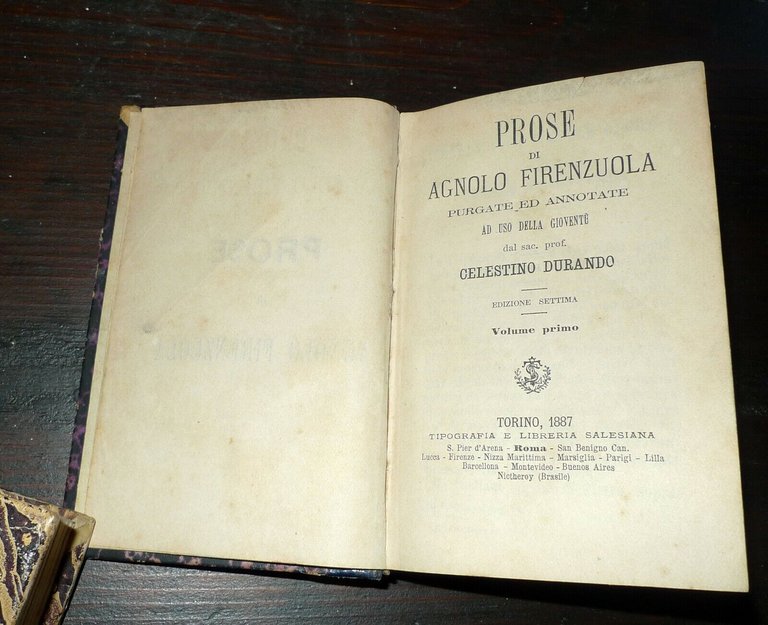 PROSE
DI
AGNOLO FIRENZUOLA
PURGATE ED ANNOTATE
AD USO DELLA GIOVENTÙ
dal sac. prof.
CELESTINO DURANDO
EDIZIONE SETTIMA
Volume primo
TORINO, 1887
TIPOGRAFIA E LIBRERIA SALESIANA
S. Pier d'Arena - Roma - San Benigno Can.
Lucca - Firenze - Nizza Marittima - Marsiglia - Parigi - Lilla
Barcellona - Montevideo - Buenos Aires
Nictheroy (Brasile)